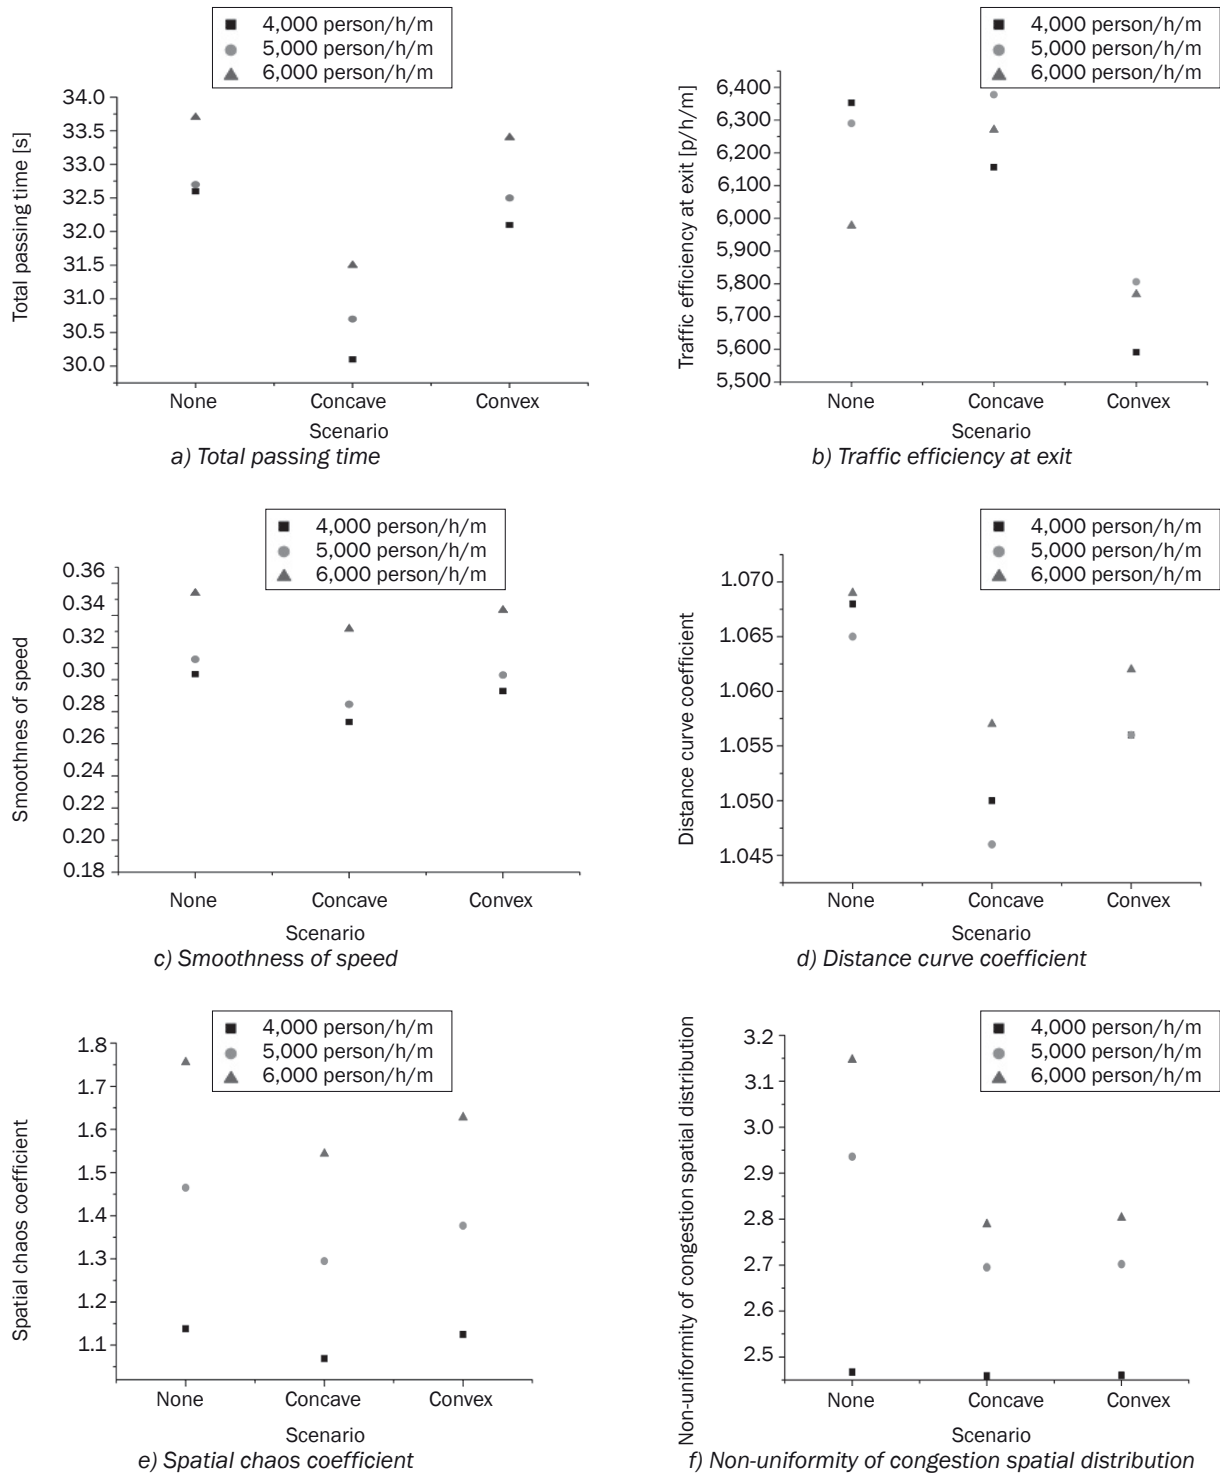 4,000 person/h/m
5,000 person/h/m
6,000 person/h/m
Total passing time [s]
34.0
33.5
33.0
32.5
32.0
31.5
31.0
30.5
30.0
None Concave Convex
Scenario
a) Total passing time
4,000 person/h/m
5,000 person/h/m
6,000 person/h/m
Traffic efficiency at exit [p/h/m]
6,400
6,300
6,200
6,100
6,000
5,900
5,800
5,700
5,600
5,500
None Concave Convex
Scenario
b) Traffic efficiency at exit
4,000 person/h/m
5,000 person/h/m
6,000 person/h/m
Smoothnes of speed
0.36
0.34
0.32
0.30
0.28
0.26
0.24
0.22
0.20
0.18
None Concave Convex
Scenario
c) Smoothness of speed
4,000 person/h/m
5,000 person/h/m
6,000 person/h/m
Distance curve coefficient
1.070
1.065
1.060
1.055
1.050
1.045
None Concave Convex
Scenario
d) Distance curve coefficient
4,000 person/h/m
5,000 person/h/m
6,000 person/h/m
Spatial chaos coefficient
1.8
1.7
1.6
1.5
1.4
1.3
1.2
1.1
None Concave Convex
Scenario
e) Spatial chaos coefficient
4,000 person/h/m
5,000 person/h/m
6,000 person/h/m
Non-uniformity of congestion spatial distribution
3.2
3.1
3.0
2.9
2.8
2.7
2.6
2.5
None Concave Convex
Scenario
f) Non-uniformity of congestion spatial distribution